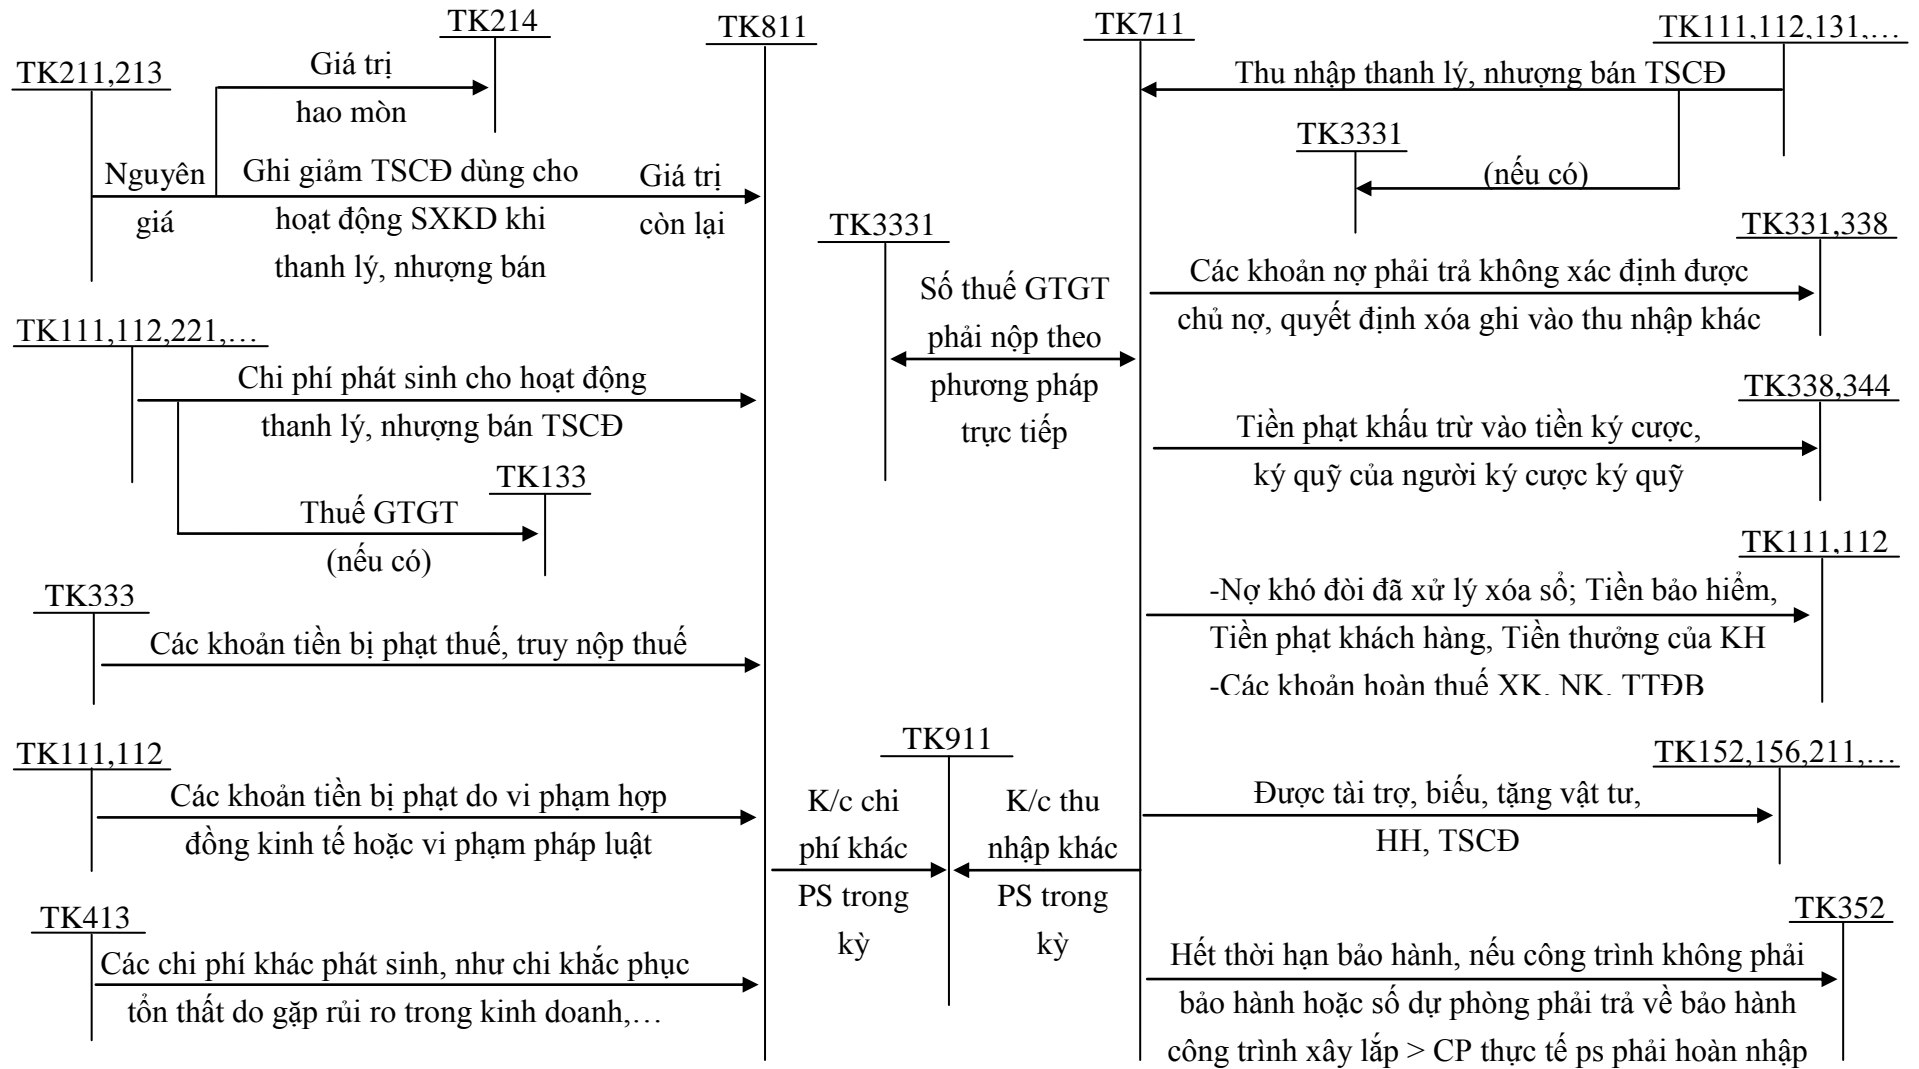 TK211,213
Giá trị
hao mòn
TK214
Nguyên
giá
Ghi giảm TSCĐ dùng cho
hoạt động SXKD khi
thanh lý, nhượng bán
Giá trị
còn lại
TK811
TK111,112,221,…
Chi phí phát sinh cho hoạt động
thanh lý, nhượng bán TSCĐ
TK133
Thuế GTGT
(nếu có)
TK333
Các khoản tiền bị phạt thuế, truy nộp thuế
TK111,112
Các khoản tiền bị phạt do vi phạm hợp
đồng kinh tế hoặc vi phạm pháp luật
TK413
Các chi phí khác phát sinh, như chi khắc phục
tổn thất do gặp rủi ro trong kinh doanh,…
TK3331
Số thuế GTGT
phải nộp theo
phương pháp
trực tiếp
TK911
K/c chi
phí khác
PS trong
kỳ
K/c thu
nhập khác
PS trong
kỳ
TK711
TK111,112,131,…
Thu nhập thanh lý, nhượng bán TSCĐ
TK3331
(nếu có)
TK331,338
Các khoản nợ phải trả không xác định được
chủ nợ, quyết định xóa ghi vào thu nhập khác
TK338,344
Tiền phạt khấu trừ vào tiền ký cược,
ký quỹ của người ký cược ký quỹ
TK111,112
-Nợ khó đòi đã xử lý xóa sổ; Tiền bảo hiểm,
Tiền phạt khách hàng, Tiền thưởng của KH
-Các khoản hoàn thuế XK, NK, TTĐB
TK152,156,211,…
Được tài trợ, biếu, tặng vật tư,
HH, TSCĐ
TK352
Hết thời hạn bảo hành, nếu công trình không phải
bảo hành hoặc số dự phòng phải trả về bảo hành
công trình xây lắp > CP thực tế ps phải hoàn nhập